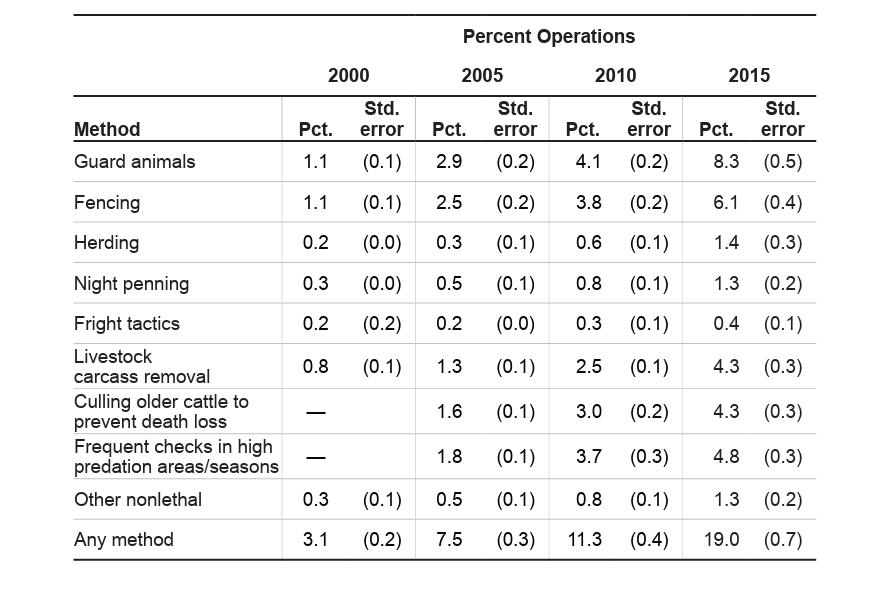 Percent Operations
2000 2005 2010 2015
Method Pct. Std. error Pct. Std. error Pct. Std. error Pct. Std. error
Guard animals 1.1 (0.1) 2.9 (0.2) 4.1 (0.2) 8.3 (0.5)
Fencing 1.1 (0.1) 2.5 (0.2) 3.8 (0.2) 6.1 (0.4)
Herding 0.2 (0.0) 0.3 (0.1) 0.6 (0.1) 1.4 (0.3)
Night penning 0.3 (0.0) 0.5 (0.1) 0.8 (0.1) 1.3 (0.2)
Fright tactics 0.2 (0.2) 0.2 (0.0) 0.3 (0.1) 0.4 (0.1)
Livestock
carcass removal 0.8 (0.1) 1.3 (0.1) 2.5 (0.1) 4.3 (0.3)
Culling older cattle to
prevent death loss — 1.6 (0.1) 3.0 (0.2) 4.3 (0.3)
Frequent checks in high
predation areas/seasons — 1.8 (0.1) 3.7 (0.3) 4.8 (0.3)
Other nonlethal 0.3 (0.1) 0.5 (0.1) 0.8 (0.1) 1.3 (0.2)
Any method 3.1 (0.2) 7.5 (0.3) 11.3 (0.4) 19.0 (0.7)